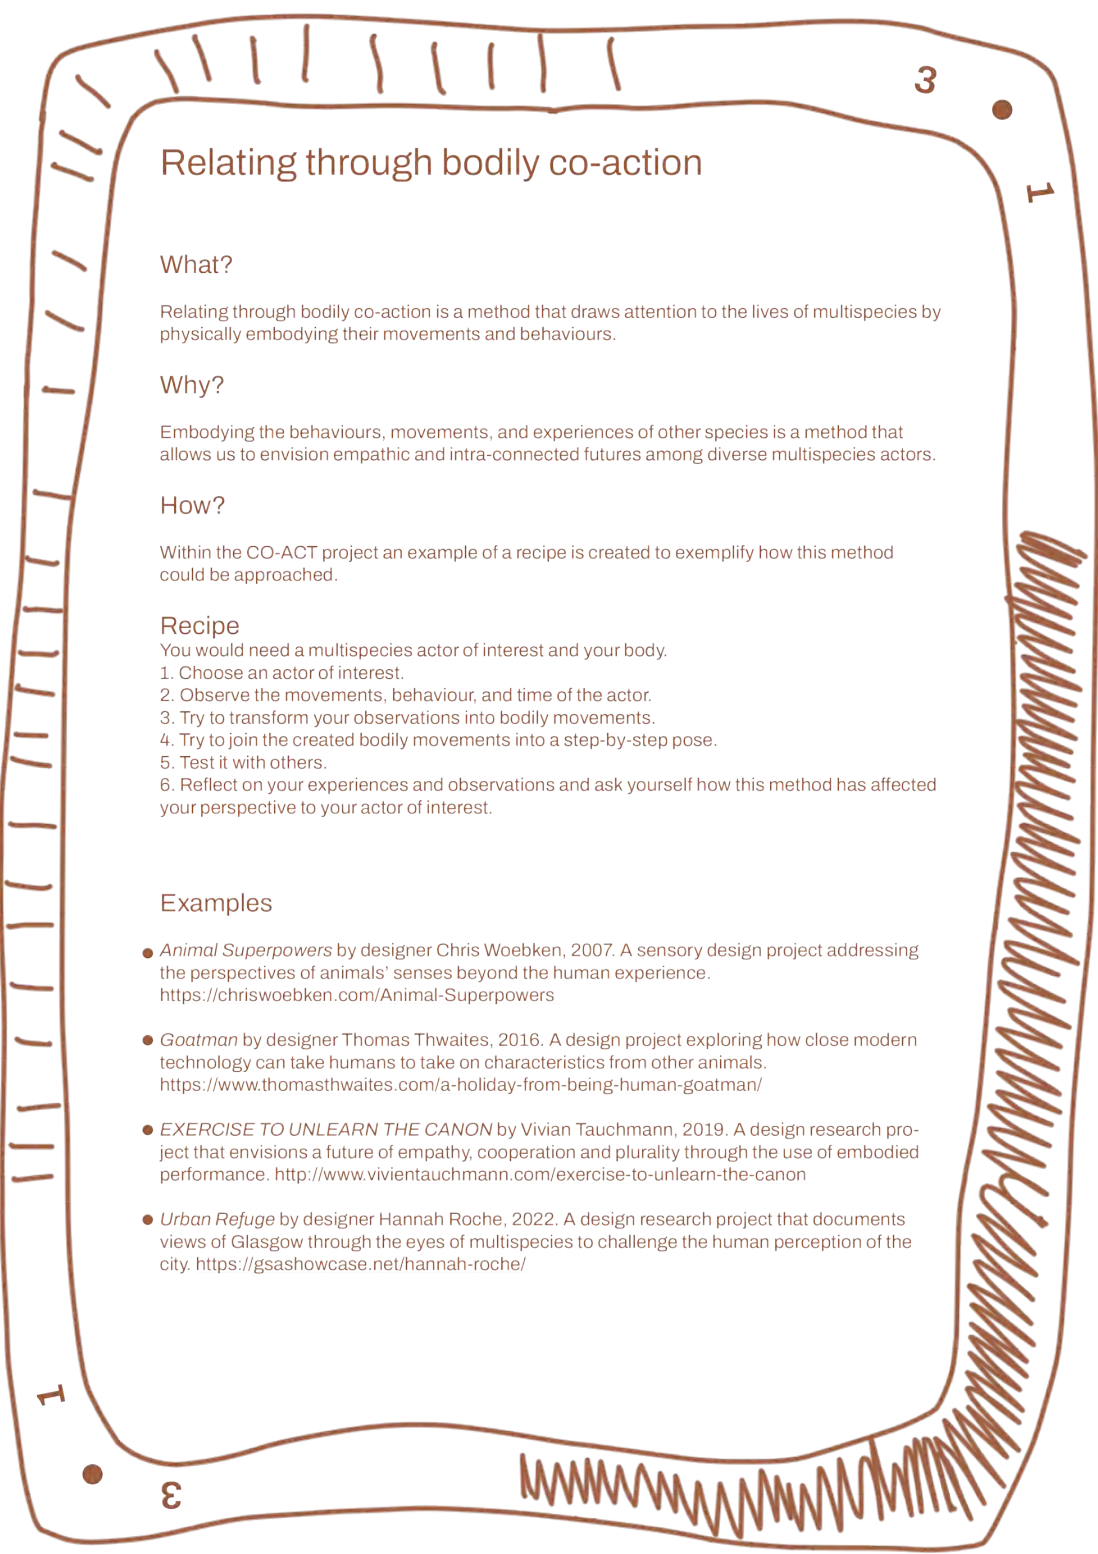 3
1
Relating through bodily co-action
What?
Relating through bodily co-action is a method that draws attention to the lives of multispecies by
physically embodying their movements and behaviours.
Why?
Embodying the behaviours, movements, and experiences of other species is a method that
allows us to envision empathic and intra-connected futures among diverse multispecies actors.
How?
Within the CO-ACT project an example of a recipe is created to exemplify how this method
could be approached.
Recipe
You would need a multispecies actor of interest and your body.
1. Choose an actor of interest.
2. Observe the movements, behaviour, and time of the actor.
3. Try to transform your observations into bodily movements.
4. Try to join the created bodily movements into a step-by-step pose.
5. Test it with others.
6. Reflect on your experiences and observations and ask yourself how this method has affected
your perspective to your actor of interest.
Examples
Animal Superpowers by designer Chris Woebken, 2007. A sensory design project addressing
the perspectives of animals' senses beyond the human experience.
https://chriswoebken.com/Animal-Superpowers
Goatman by designer Thomas Thwaites, 2016. A design project exploring how close modern
technology can take humans to take on characteristics from other animals.
https://www.thomasthwaites.com/a-holiday-from-being-human-goatman/
EXERCISE TO UNLEARN THE CANON by Vivian Tauchmann, 2019. A design research pro-
ject that envisions a future of empathy, cooperation and plurality through the use of embodied
performance. http://www.vivientauchmann.com/exercise-to-unlearn-the-canon
Urban Refuge by designer Hannah Roche, 2022. A design research project that documents
views of Glasgow through the eyes of multispecies to challenge the human perception of the
city. https://gsashowcase.net/hannah-roche/
1
3